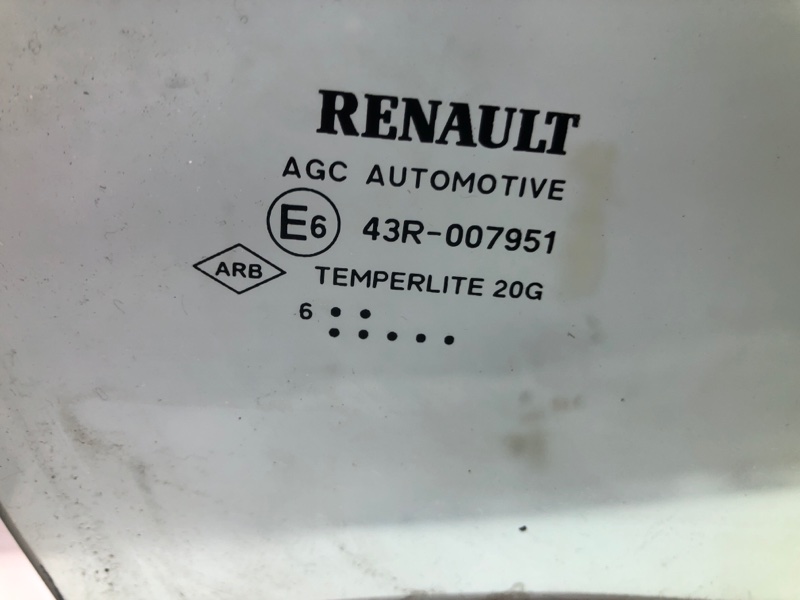 RENAULT
AGC AUTOMOTIVE
E6 43R-007951
ARB TEMPERLITE 20G
6